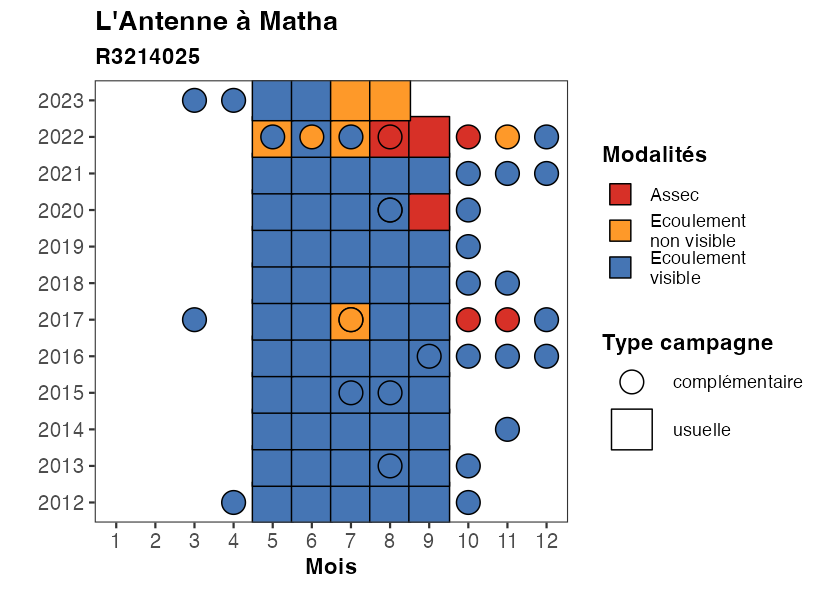 L'Antenne à Matha
R3214025
2023
2022
2021
2020
2019
2018
2017
2016
2015
2014
2013
2012
1 2 3 4 5 6 7 8 9 10 11 12
Mois
Modalités
Assec
Ecoulement
non visible
Ecoulement
visible
Type campagne
complémentaire
usuelle